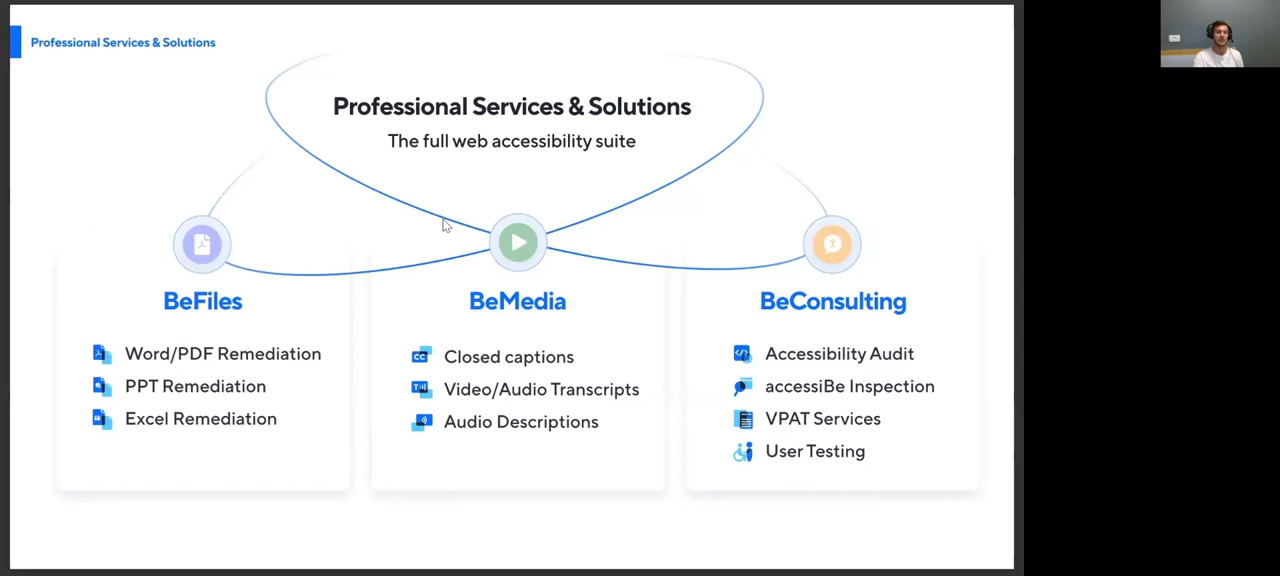 Professional Services & Solutions
Professional Services & Solutions
The full web accessibility suite
BeFiles
Word/PDF Remediation
PPT Remediation
Excel Remediation
BeMedia
CC
Closed captions
Video/Audio Transcripts
Audio Descriptions
BeConsulting
Accessibility Audit
accessiBe Inspection
VPAT Services
User Testing